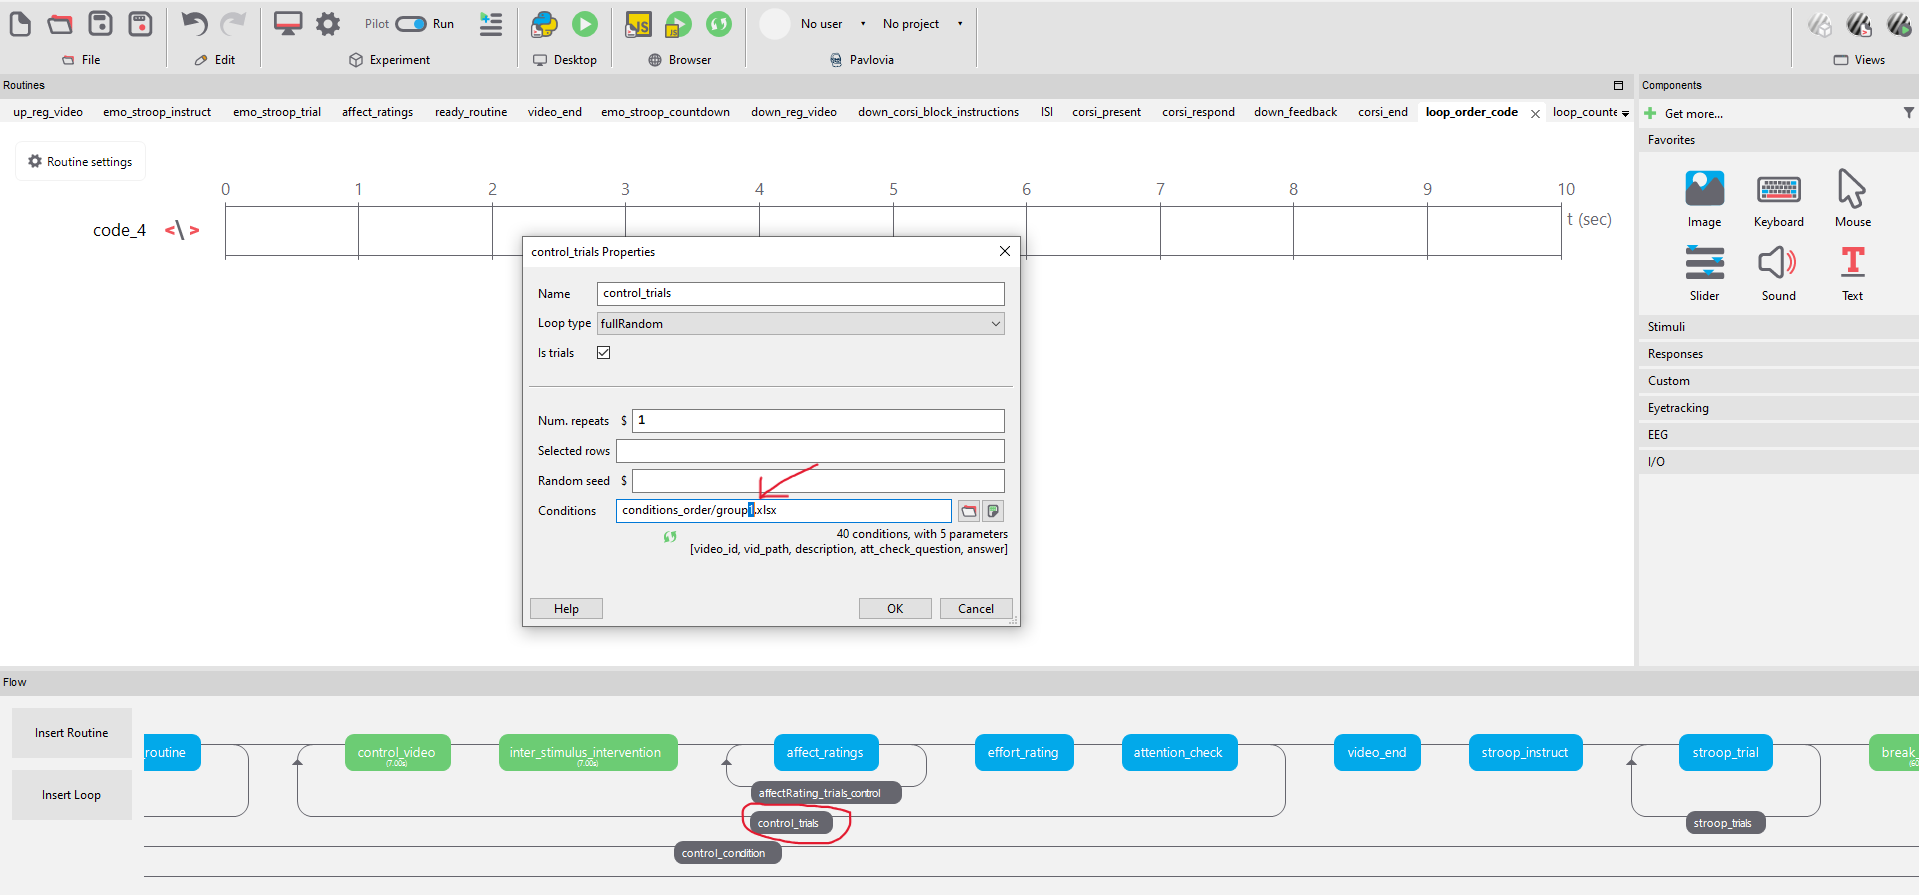 Pilot Run
No user
No project
File
Edit
Experiment
Desktop
Browser
Pavlovia
Views
Routines
up_reg_video emo_stroop_instruct emo_stroop_trial affect_ratings ready_routine video_end emo_stroop_countdown down_reg_video down_corsi_block_instructions ISI corsi_present corsi_respond down_feedback corsi_end loop_order_code loop_counte
Routine settings
0 1 2 3 4 5 6 7 8 9 10
t (sec)
code_4
control_trials Properties
Name control_trials
Loop type fullRandom
Is trials
Num. repeats $ 1
Selected rows
Random seed $
Conditions conditions_order/group1.xlsx
40 conditions, with 5 parameters
[video_id, vid_path, description, att_check_question, answer]
Help OK Cancel
Components
Get more...
Favorites
Image Keyboard Mouse
Slider Sound Text
Stimuli
Responses
Custom
Eyetracking
EEG
I/O
Flow
Insert Routine
Insert Loop
_routine
control_video
(7.00s)
inter_stimulus_intervention
(7.00s)
affect_ratings
effort_rating
attention_check
video_end
stroop_instruct
stroop_trial
break_
affectRating_trials_control
control_trials
stroop_trials
control_condition